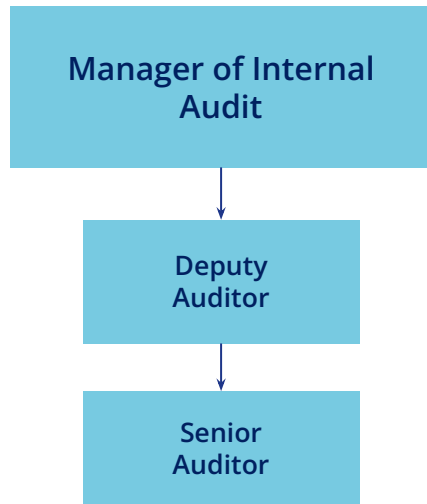 Manager of Internal
Audit
Deputy
Auditor
Senior
Auditor